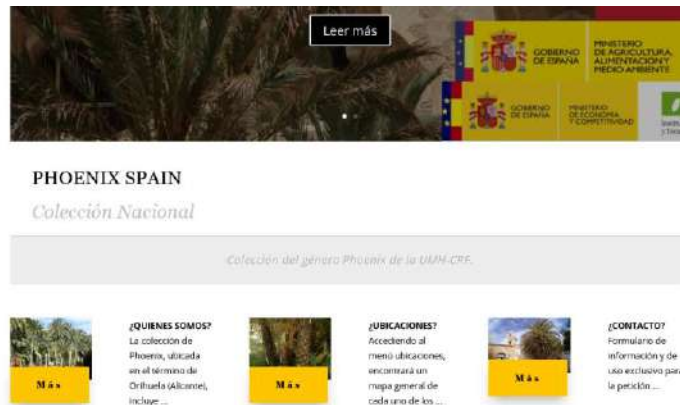 Leer más
GOBIERNO
DE ESPAÑA
MINISTERIO
DE AGRICULTURA,
ALIMENTACION Y
MEDIO AMBIENTE
GOBIERNO
DE ESPAÑA
MINISTERIO
DE ECONOMÍA
Y COMPETITIVIDAD
PHOENIX SPAIN
Colección Nacional
Colección del género Phoenix de la UMH-CRF.
¿QUIENES SOMOS?
La colección de
Phoenix, ubicada
en el término de
Orihuela (Alicante),
incluye ...
Más
¿UBICACIONES?
Accediendo al
menú ubicaciones,
encontrará un
mapa general de
cada uno de los ...
Más
¿CONTACTO?
Formulario de
información y de
uso exclusivo para
la petición ...
Más